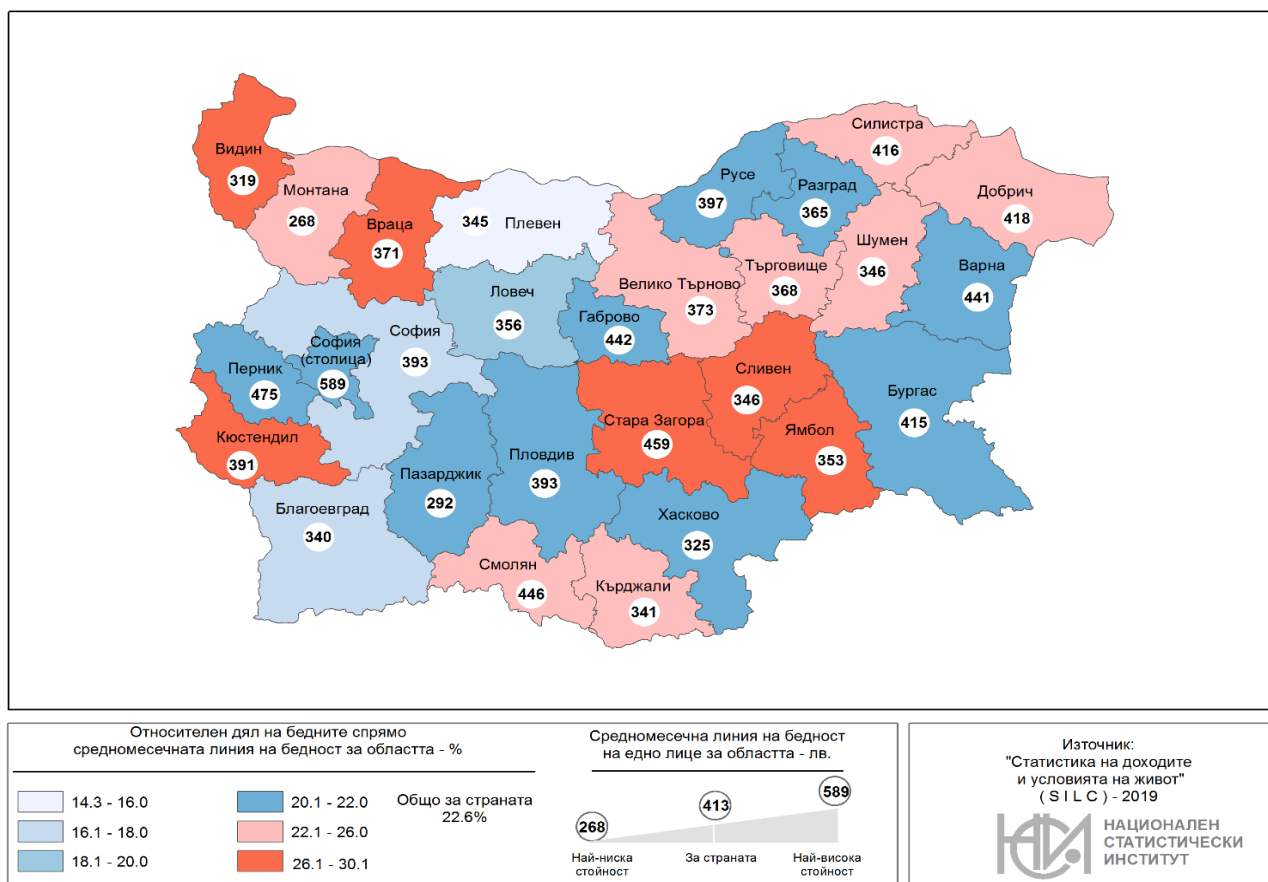 Видин
319
Монтана
268
Враца
371
345
Плевен
Ловеч
356
София
393
София
(столица)
589
Перник
475
Кюстендил
391
Благоевград
340
Пазарджик
292
Пловдив
393
Смолян
446
Кърджали
341
Хасково
325
Стара Загора
459
Сливен
346
Ямбол
353
Бургас
415
Габрово
442
Велико Търново
373
Търговище
368
Шумен
346
Варна
441
Русе
397
Разград
365
Силистра
416
Добрич
418
Относителен дял на бедните спрямо
средномесечната линия на бедност за областта - %
14.3 - 16.0
16.1 - 18.0
18.1 - 20.0
20.1 - 22.0
22.1 - 26.0
26.1 - 30.1
Общо за страната
22.6%
Средномесечна линия на бедност
на едно лице за областта - лв.
268
413
589
Най-ниска
стойност
За страната
Най-висока
стойност
Източник:
"Статистика на доходите
и условията на живот"
( S I L C ) - 2019
НСИ
НАЦИОНАЛЕН
СТАТИСТИЧЕСКИ
ИНСТИТУТ